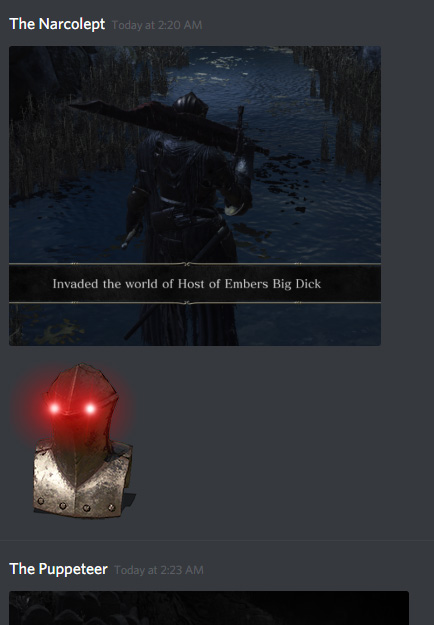 The Narcolept Today at 2:20 AM
Invaded the world of Host of Embers Big Dick
The Puppeteer Today at 2:23 AM